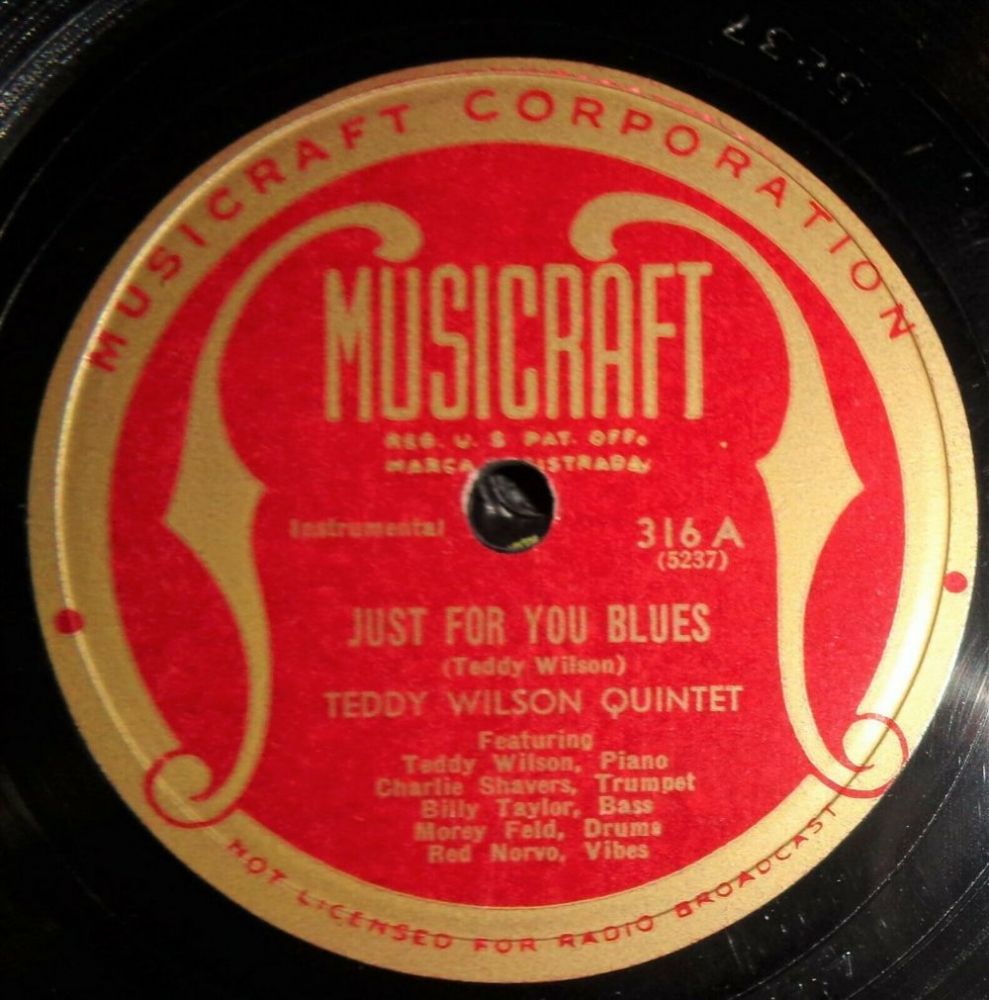 5237
MUSICRAFT CORPORATION
MUSICRAFT
REG. U. S PAT. OFF.
MARCA
Instrumental
316 A
(5237)
JUST FOR YOU BLUES
(Teddy Wilson)
TEDDY WILSON QUINTET
Featuring
Teddy Wilson, Piano
Charlie Shavers, Trumpet
Billy Taylor, Bass
Morey Feld, Drums
Red Norvo, Vibes
NOT LICENSED FOR RADIO BROADCAST